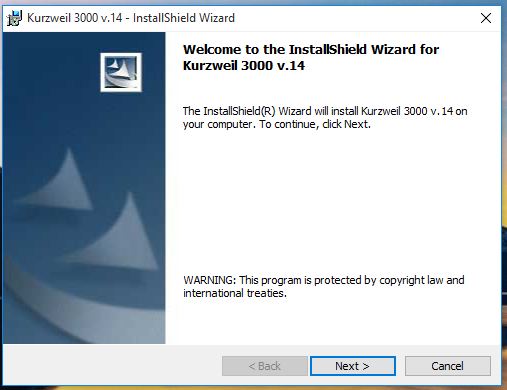 Kurzweil 3000 v.14 - InstallShield Wizard
Welcome to the InstallShield Wizard for
Kurzweil 3000 v.14
The InstallShield(R) Wizard will install Kurzweil 3000 v.14 on
your computer. To continue, click Next.
WARNING: This program is protected by copyright law and
international treaties.
< Back
Next >
Cancel